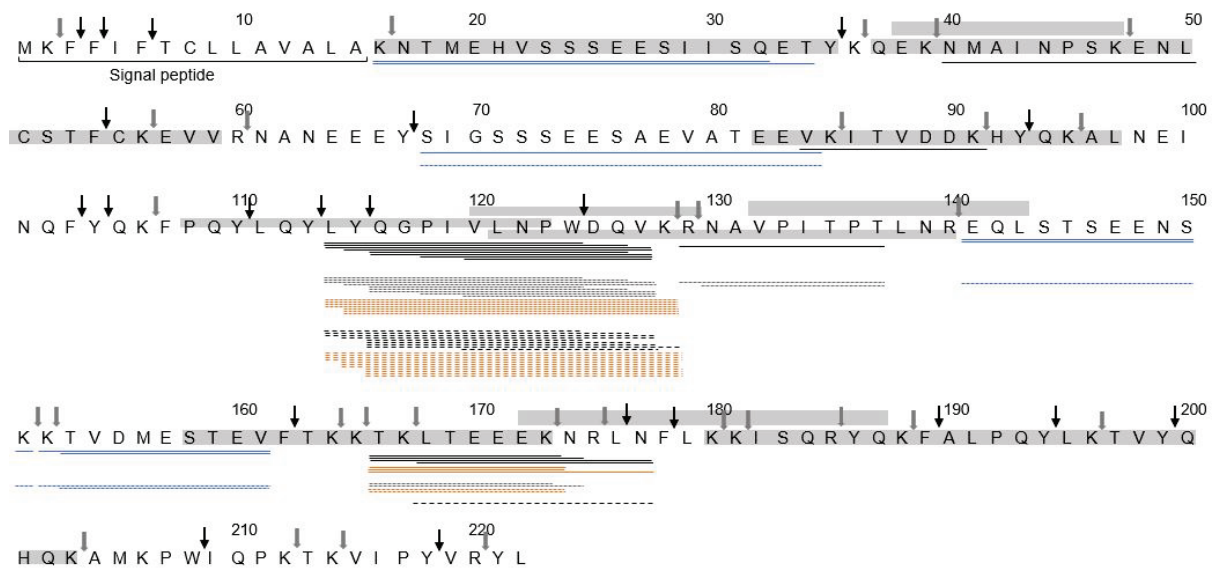 10 20 30 40 50
M K F F I F T C L L A V A L A K N T M E H V S S S E E S I I S Q E T Y K Q E K N M A I N P S K E N L
Signal peptide
60 70 80 90 100
C S T F C K E V V R N A N E E E Y S I G S S S E E S A E V A T E E V K I T V D D K H Y Q K A L N E I
110 120 130 140 150
N Q F Y Q K F P Q Y L Q Y L Y Q G P I V L N P W D Q V K R N A V P I T P T L N R E Q L S T S E E N S
160 170 180 190 200
K K T V D M E S T E V F T K K T K L T E E E K N R L N F L K K I S Q R Y Q K F A L P Q Y L K T V Y Q
210 220
H Q K A M K P W I Q P K T K V I P Y V R Y L